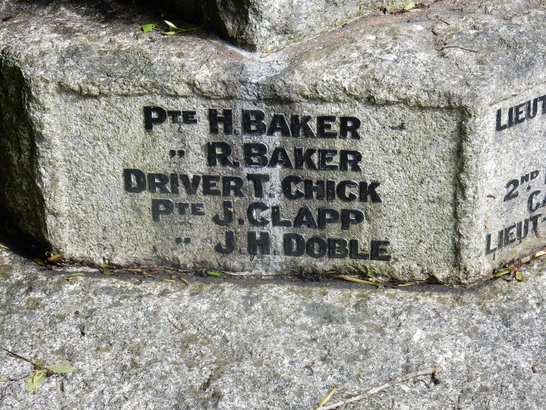 PTE H. BAKER
" R. BAKER
DRIVER T. CHICK
PTE J. CLAPP
" J. H. DOBLE
LIEUT
2ND
LIEUT